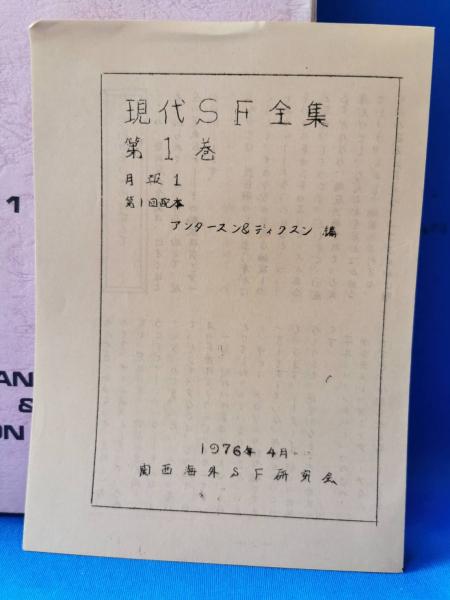 現代SF全集
第1巻
月報1
第1回配本
アンダースン&ディクスン 編
1976年4月
関西海外SF研究会
1
AN
&
ON